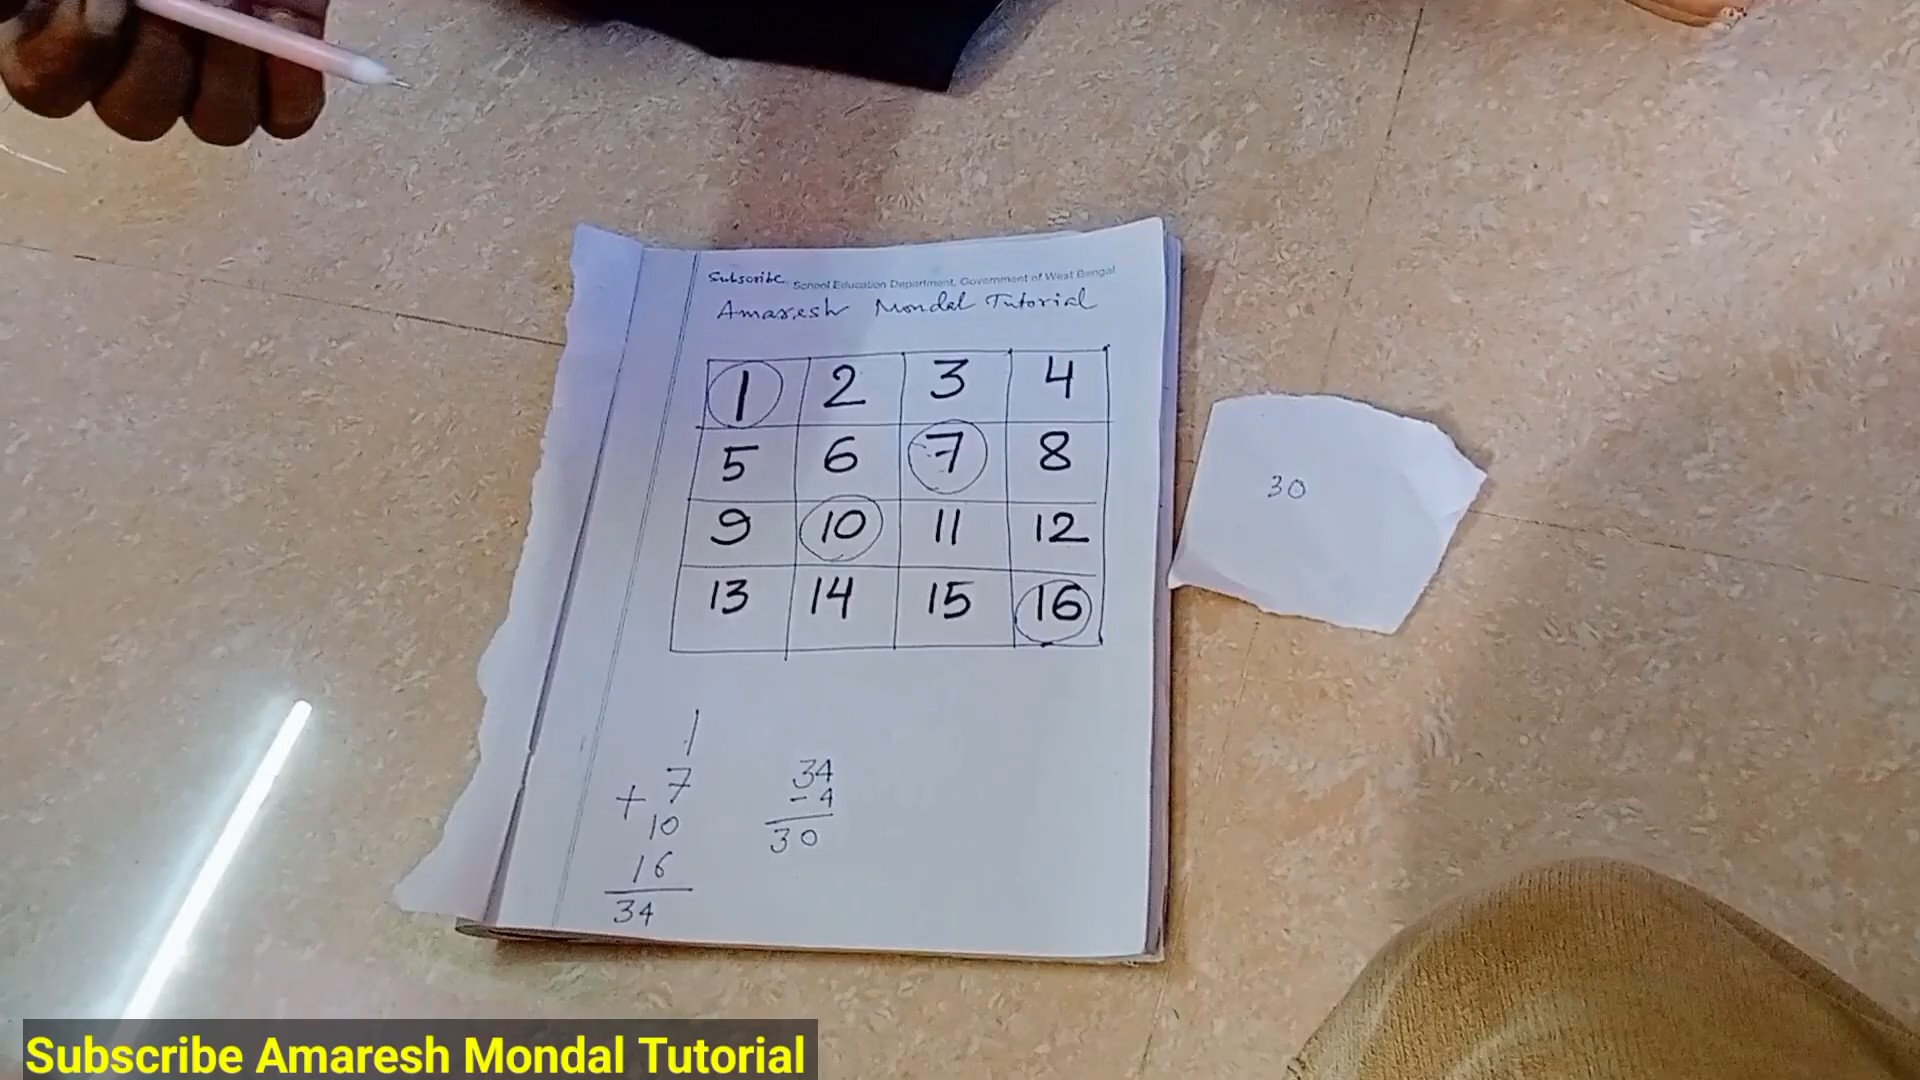 Subscribe School Education Department, Government of West Bengal
Amaresh Mondal Tutorial
1 2 3 4
5 6 7 8
9 10 11 12
13 14 15 16
30
1
+ 7
10
16
34
34
- 4
30
Subscribe Amaresh Mondal Tutorial